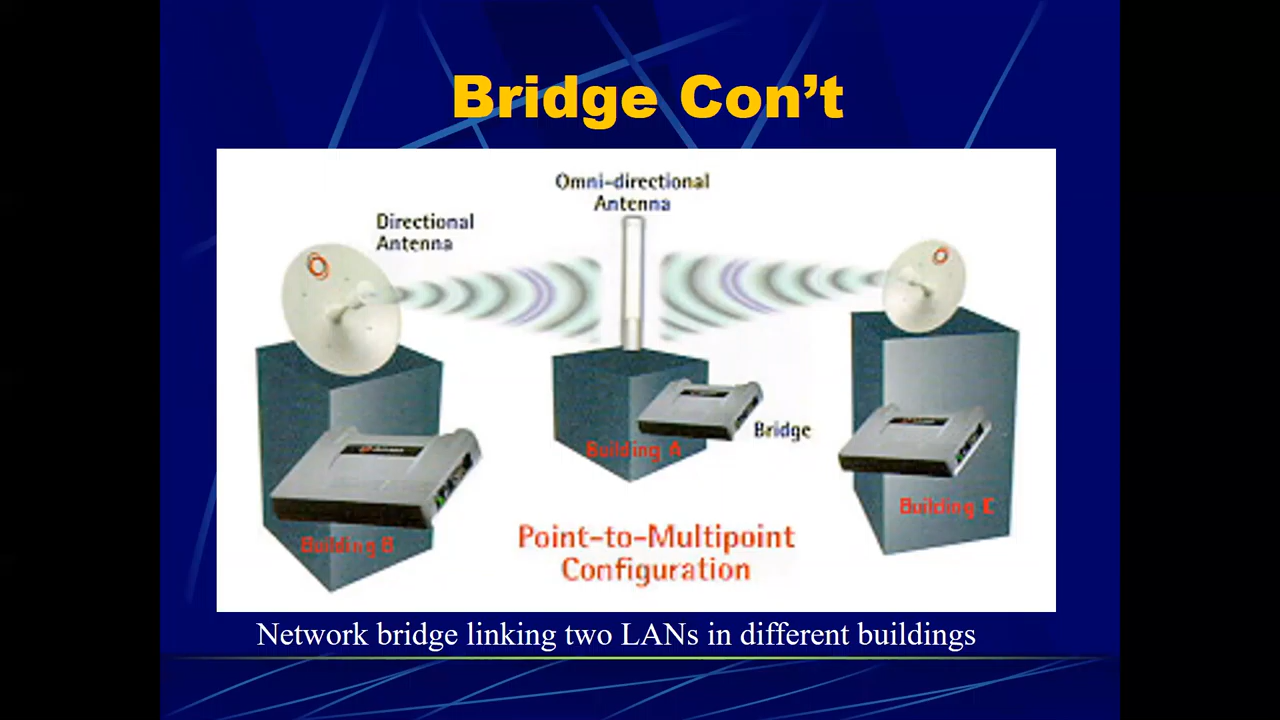 Bridge Con’t
Omni-directional
Antenna
Directional
Antenna
Bridge
Building A
Building B
Building C
Point-to-Multipoint
Configuration
Network bridge linking two LANs in different buildings